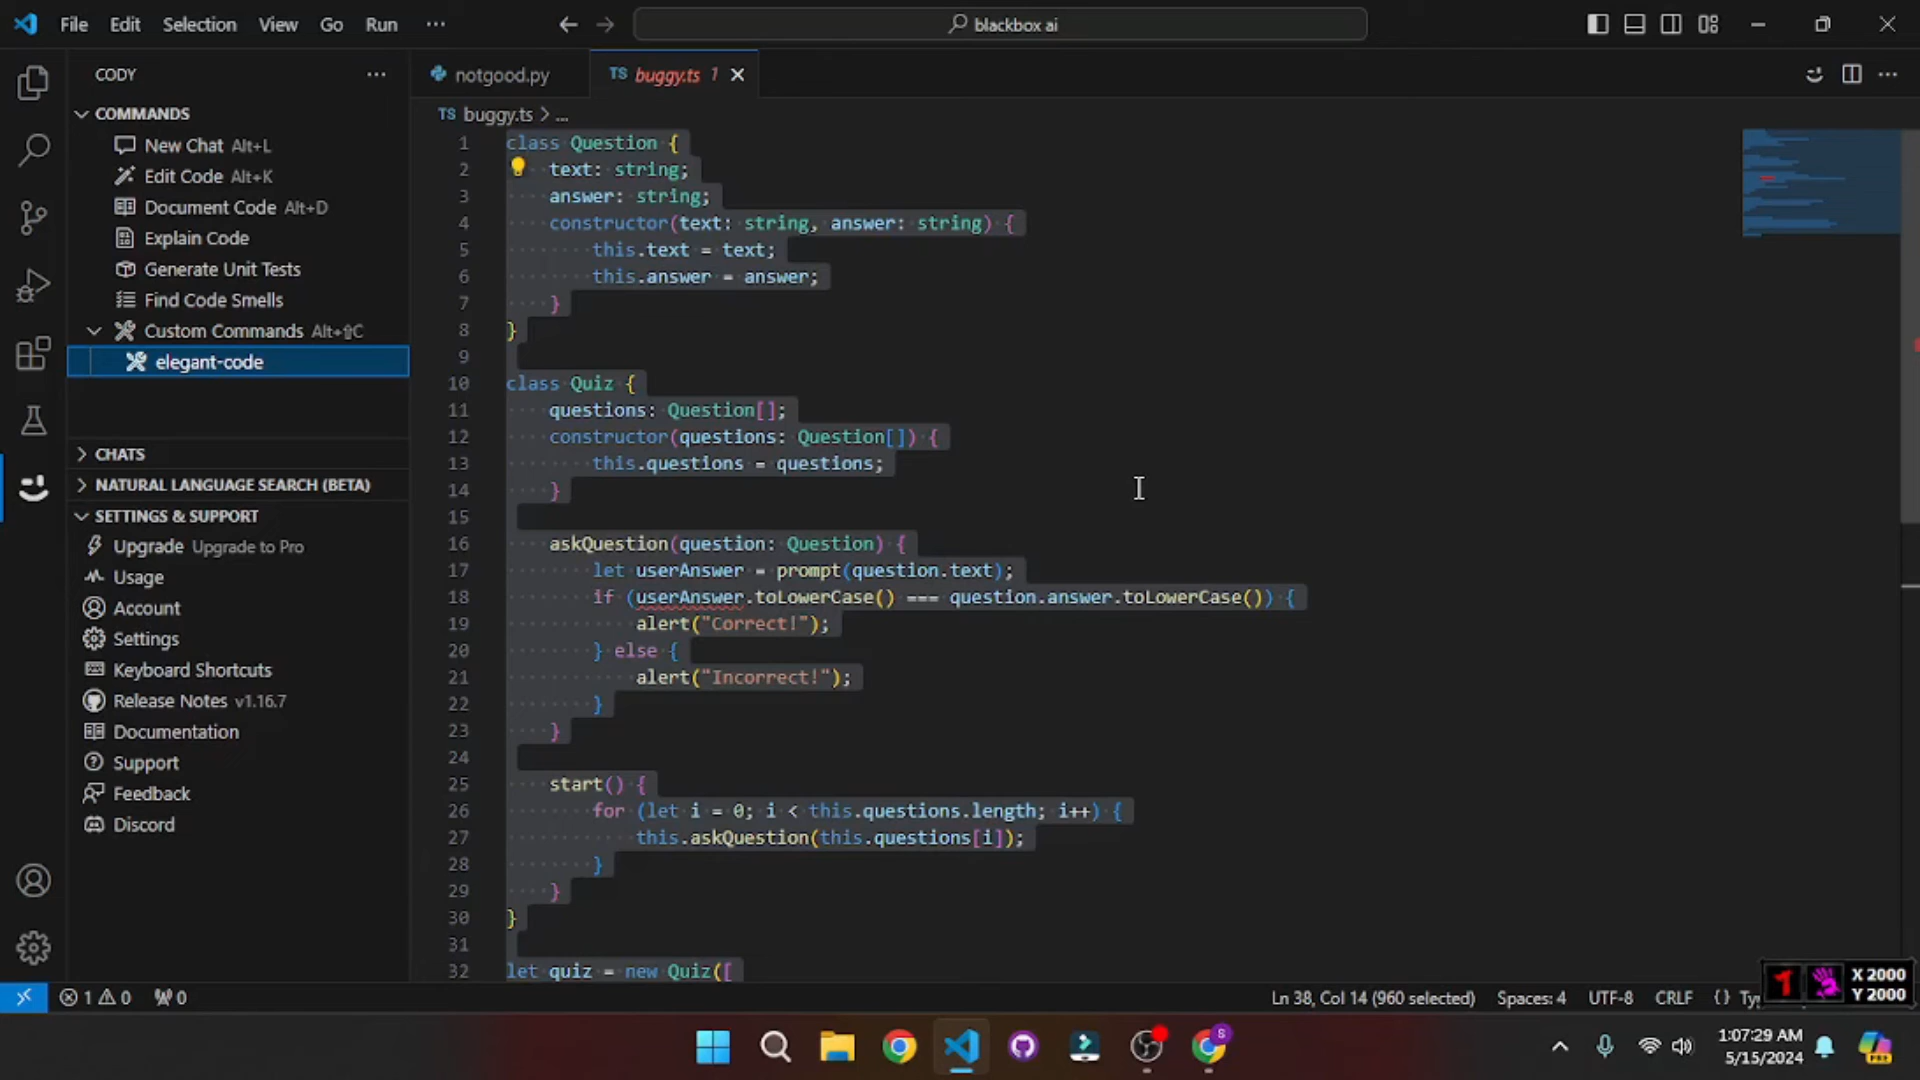 File Edit Selection View Go Run ···
blackbox ai
CODY ···
COMMANDS
New Chat Alt+L
Edit Code Alt+K
Document Code Alt+D
Explain Code
Generate Unit Tests
Find Code Smells
Custom Commands Alt+⇧C
elegant-code
CHATS
NATURAL LANGUAGE SEARCH (BETA)
SETTINGS & SUPPORT
Upgrade Upgrade to Pro
Usage
Account
Settings
Keyboard Shortcuts
Release Notes v1.16.7
Documentation
Support
Feedback
Discord
notgood.py
TS buggy.ts 1
TS buggy.ts > ...
1 class Question {
2     text: string;
3     answer: string;
4     constructor(text: string, answer: string) {
5         this.text = text;
6         this.answer = answer;
7     }
8 }
9
10 class Quiz {
11     questions: Question[];
12     constructor(questions: Question[]) {
13         this.questions = questions;
14     }
15
16     askQuestion(question: Question) {
17         let userAnswer = prompt(question.text);
18         if (userAnswer.toLowerCase() === question.answer.toLowerCase()) {
19             alert("Correct!");
20         } else {
21             alert("Incorrect!");
22         }
23     }
24
25     start() {
26         for (let i = 0; i < this.questions.length; i++) {
27             this.askQuestion(this.questions[i]);
28         }
29     }
30 }
31
32 let quiz = new Quiz([
1 0 0
Ln 38, Col 14 (960 selected) Spaces: 4 UTF-8 CRLF {} Ty
X 2000
Y 2000
S
1:07:29 AM
5/15/2024